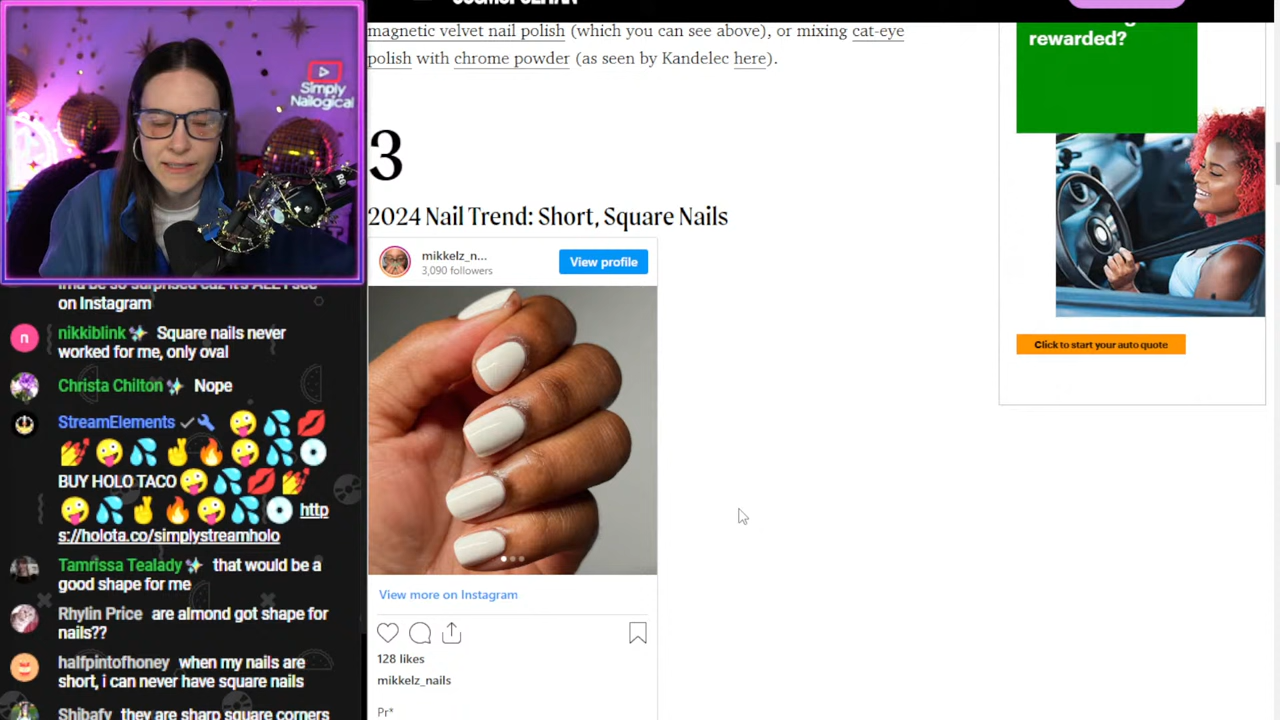 Simply
Nailogical
on Instagram
nikkiblink Square nails never
worked for me, only oval
Christa Chilton Nope
StreamElements
BUY HOLO TACO
http
s://holota.co/simplystreamholo
Tamrissa Tealady that would be a
good shape for me
Rhylin Price are almond got shape for
nails??
halfpintofhoney when my nails are
short, i can never have square nails
Shibafy they are sharp square corners
COSMOPOLITAN
magnetic velvet nail polish (which you can see above), or mixing cat-eye
polish with chrome powder (as seen by Kandelec here).
3
2024 Nail Trend: Short, Square Nails
mikkelz_n...
3,090 followers
View profile
View more on Instagram
128 likes
mikkelz_nails
Pr*
rewarded?
Click to start your auto quote